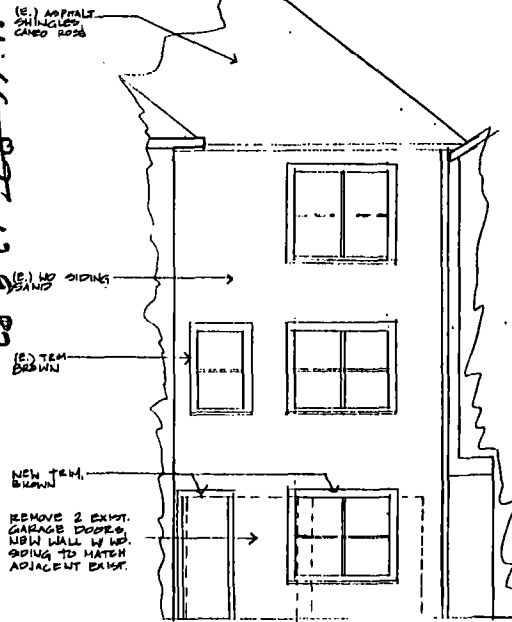 (E.) ASPHALT
SHINGLES,
CAMEO ROSE
(E.) WD SIDING
SAND
(E.) TRIM
BROWN
NEW TRIM,
BROWN
REMOVE 2 EXIST.
GARAGE DOORS,
NEW WALL W/ WD.
SIDING TO MATCH
ADJACENT EXIST.